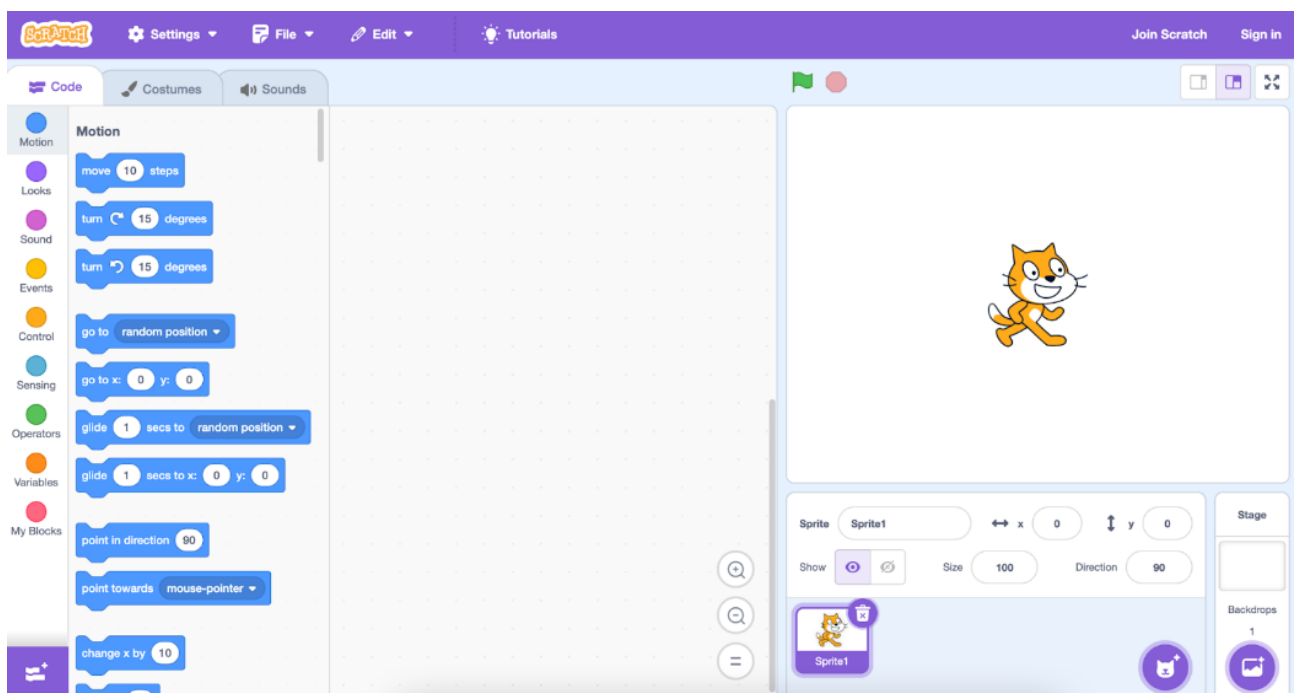 SCRATCH Settings File Edit Tutorials Join Scratch Sign in
Code Costumes Sounds
Motion
Looks
Sound
Events
Control
Sensing
Operators
Variables
My Blocks
Motion
move 10 steps
turn 15 degrees
turn 15 degrees
go to random position
go to x: 0 y: 0
glide 1 secs to random position
glide 1 secs to x: 0 y: 0
point in direction 90
point towards mouse-pointer
change x by 10
Sprite Sprite1 x 0 y 0
Show Size 100 Direction 90
Sprite1
Stage
Backdrops
1